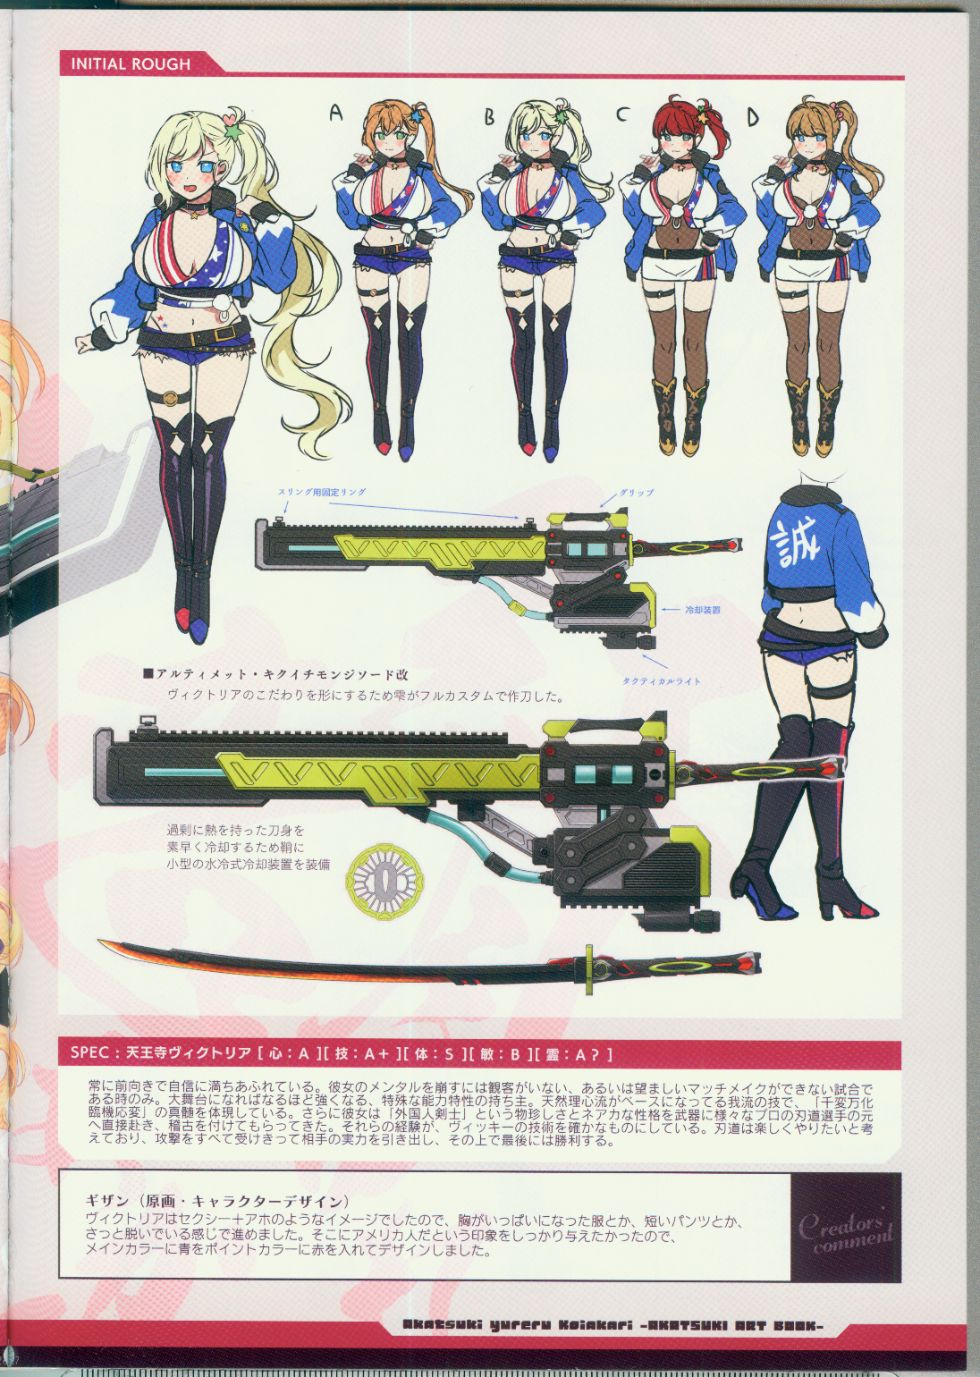 INITIAL ROUGH
A
B
C
D
スリング用固定リング
グリップ
誠
冷却装置
タクティカルライト
■アルティメット・キクイチモンジソード改
ヴィクトリアのこだわりを形にするため雫がフルカスタムで作刀した。
過剰に熱を持った刀身を
素早く冷却するため鞘に
小型の水冷式冷却装置を装備
SPEC：天王寺ヴィクトリア [ 心：A ][ 技：A+ ][ 体：S ][ 敏：B ][ 霊：A？ ]
常に前向きで自信に満ちあふれている。彼女のメンタルを崩すには観客がいない、あるいは望ましいマッチメイクができない試合で
ある時のみ。大舞台になればなるほど強くなる、特殊な能力特性の持ち主。天然理心流がベースになってる我流の技で、「千変万化
臨機応変」の真髄を体現している。さらに彼女は「外国人剣士」という物珍しさとネアカな性格を武器に様々なプロの刃道選手の元
へ直接赴き、稽古を付けてもらってきた。それらの経験が、ヴィッキーの技術を確かなものにしている。刃道は楽しくやりたいと考
えており、攻撃をすべて受けきって相手の実力を引き出し、その上で最後には勝利する。
ギザン（原画・キャラクターデザイン）
ヴィクトリアはセクシー＋アホのようなイメージでしたので、胸がいっぱいになった服とか、短いパンツとか、
さっと脱いでいる感じで進めました。そこにアメリカ人だという印象をしっかり与えたかったので、
メインカラーに青をポイントカラーに赤を入れてデザインしました。
Creators'
comment
Akatsuki yureru Koiakari -AKATSUKI ART BOOK-